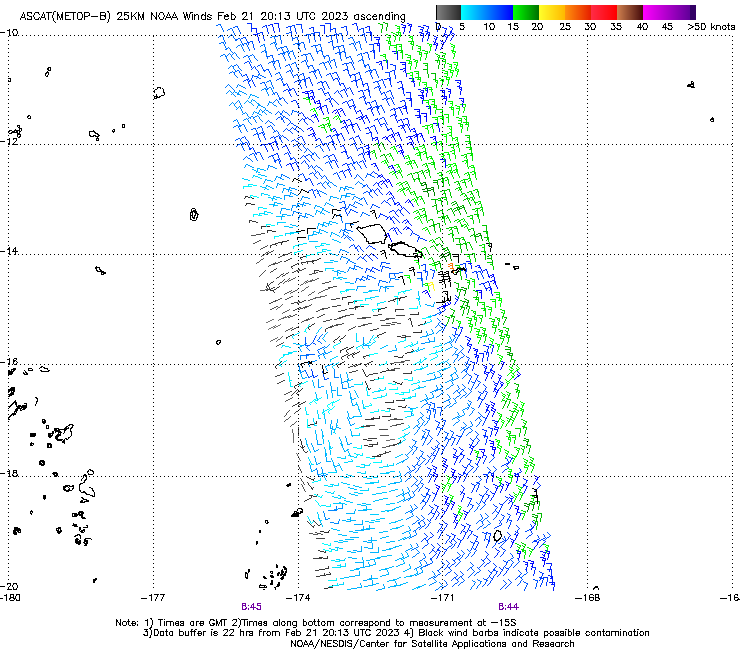 ASCAT(METOP-B) 25KM NOAA Winds Feb 21 20:13 UTC 2023 ascending
0 5 10 15 20 25 30 35 40 45 >50 knots
-10
-12
-14
-16
-18
-20
-180 -177 -174 -171 -168 -16
8:45 8:44
Note: 1) Times are GMT 2)Times along bottom correspond to measurement at -15S
3)Data buffer is 22 hrs from Feb 21 20:13 UTC 2023 4) Black wind barbs indicate possible contamination
NOAA/NESDIS/Center for Satellite Applications and Research